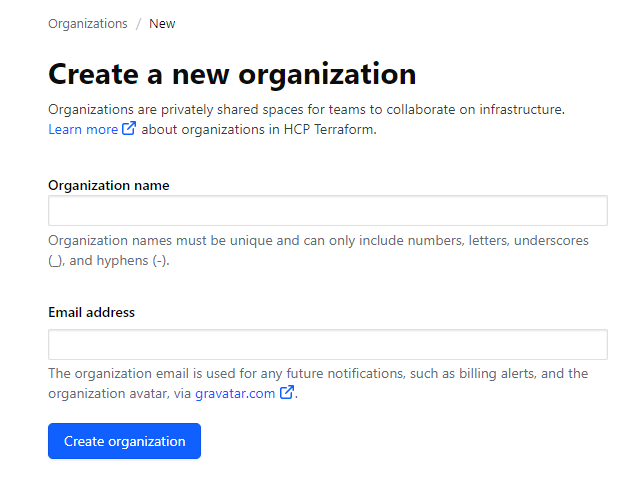 Organizations / New
Create a new organization
Organizations are privately shared spaces for teams to collaborate on infrastructure.
Learn more about organizations in HCP Terraform.
Organization name
Organization names must be unique and can only include numbers, letters, underscores
(_), and hyphens (-).
Email address
The organization email is used for any future notifications, such as billing alerts, and the
organization avatar, via gravatar.com.
Create organization